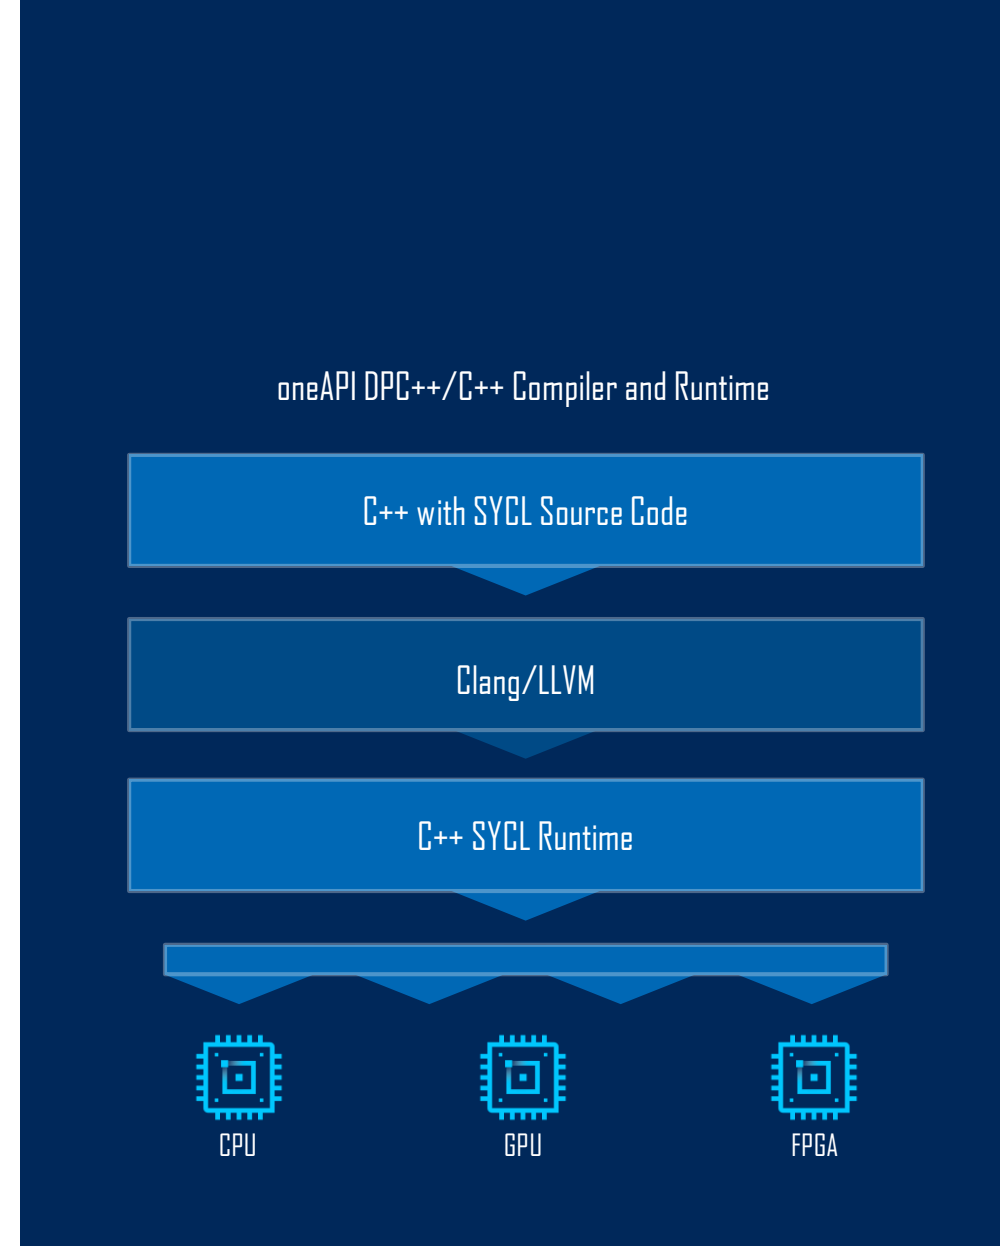 oneAPI DPC++/C++ Compiler and Runtime
C++ with SYCL Source Code
Clang/LLVM
C++ SYCL Runtime
CPU
GPU
FPGA